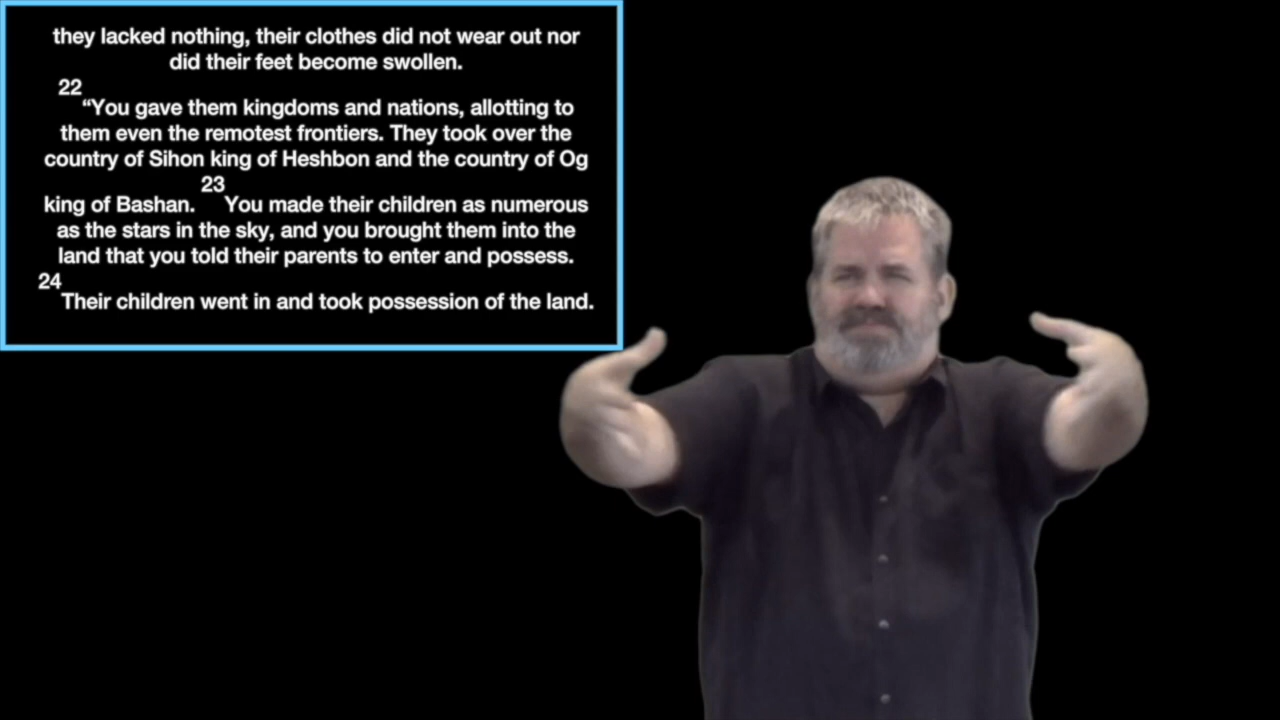 they lacked nothing, their clothes did not wear out nor
did their feet become swollen.
22
“You gave them kingdoms and nations, allotting to
them even the remotest frontiers. They took over the
country of Sihon king of Heshbon and the country of Og
23
king of Bashan. You made their children as numerous
as the stars in the sky, and you brought them into the
land that you told their parents to enter and possess.
24
Their children went in and took possession of the land.